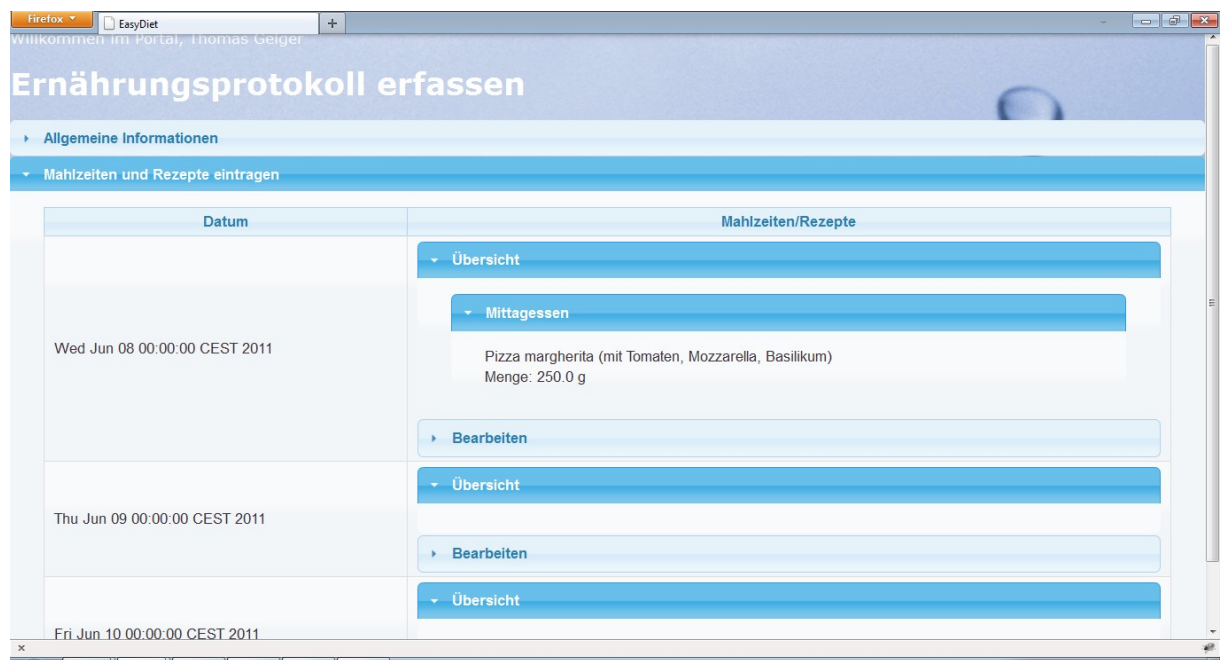 Firefox
EasyDiet
Willkommen im Portal, Thomas Geiger
Ernährungsprotokoll erfassen
Allgemeine Informationen
Mahlzeiten und Rezepte eintragen
Datum Mahlzeiten/Rezepte
Übersicht
Mittagessen
Wed Jun 08 00:00:00 CEST 2011
Pizza margherita (mit Tomaten, Mozzarella, Basilikum)
Menge: 250.0 g
Bearbeiten
Übersicht
Thu Jun 09 00:00:00 CEST 2011
Bearbeiten
Übersicht
Fri Jun 10 00:00:00 CEST 2011